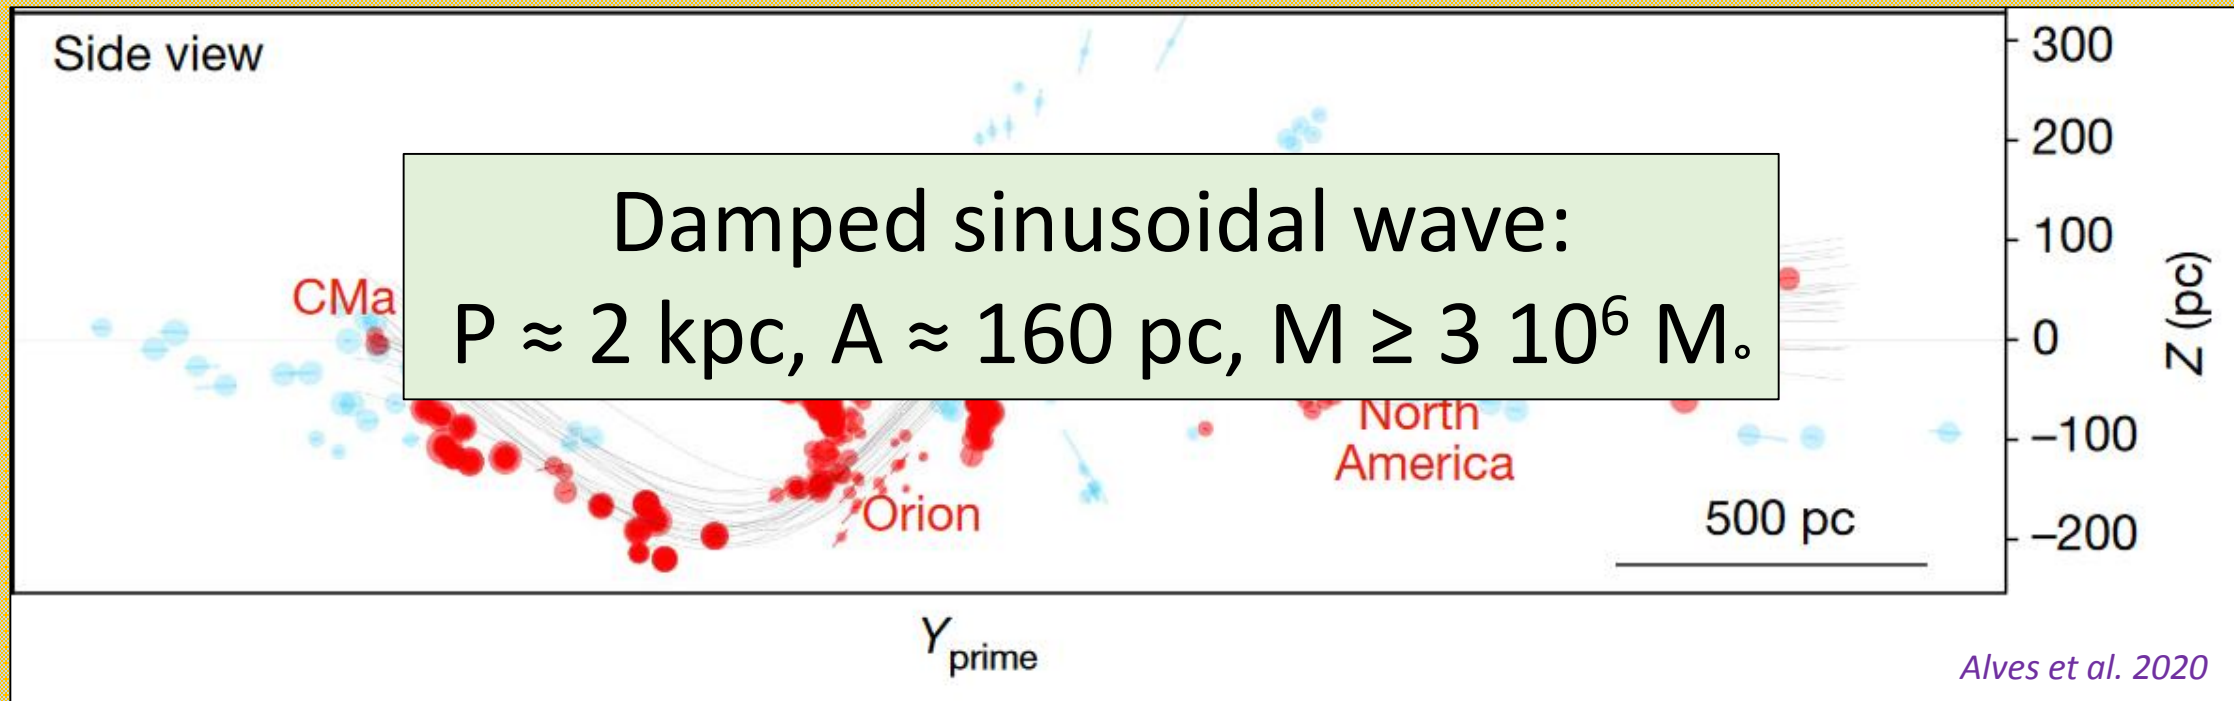 Side view
300
200
100
0
−100
−200
Z (pc)
Damped sinusoidal wave:
P ≈ 2 kpc, A ≈ 160 pc, M ≥ 3 10⁶ M∘
CMa
Orion
North
America
500 pc
Yprime
Alves et al. 2020